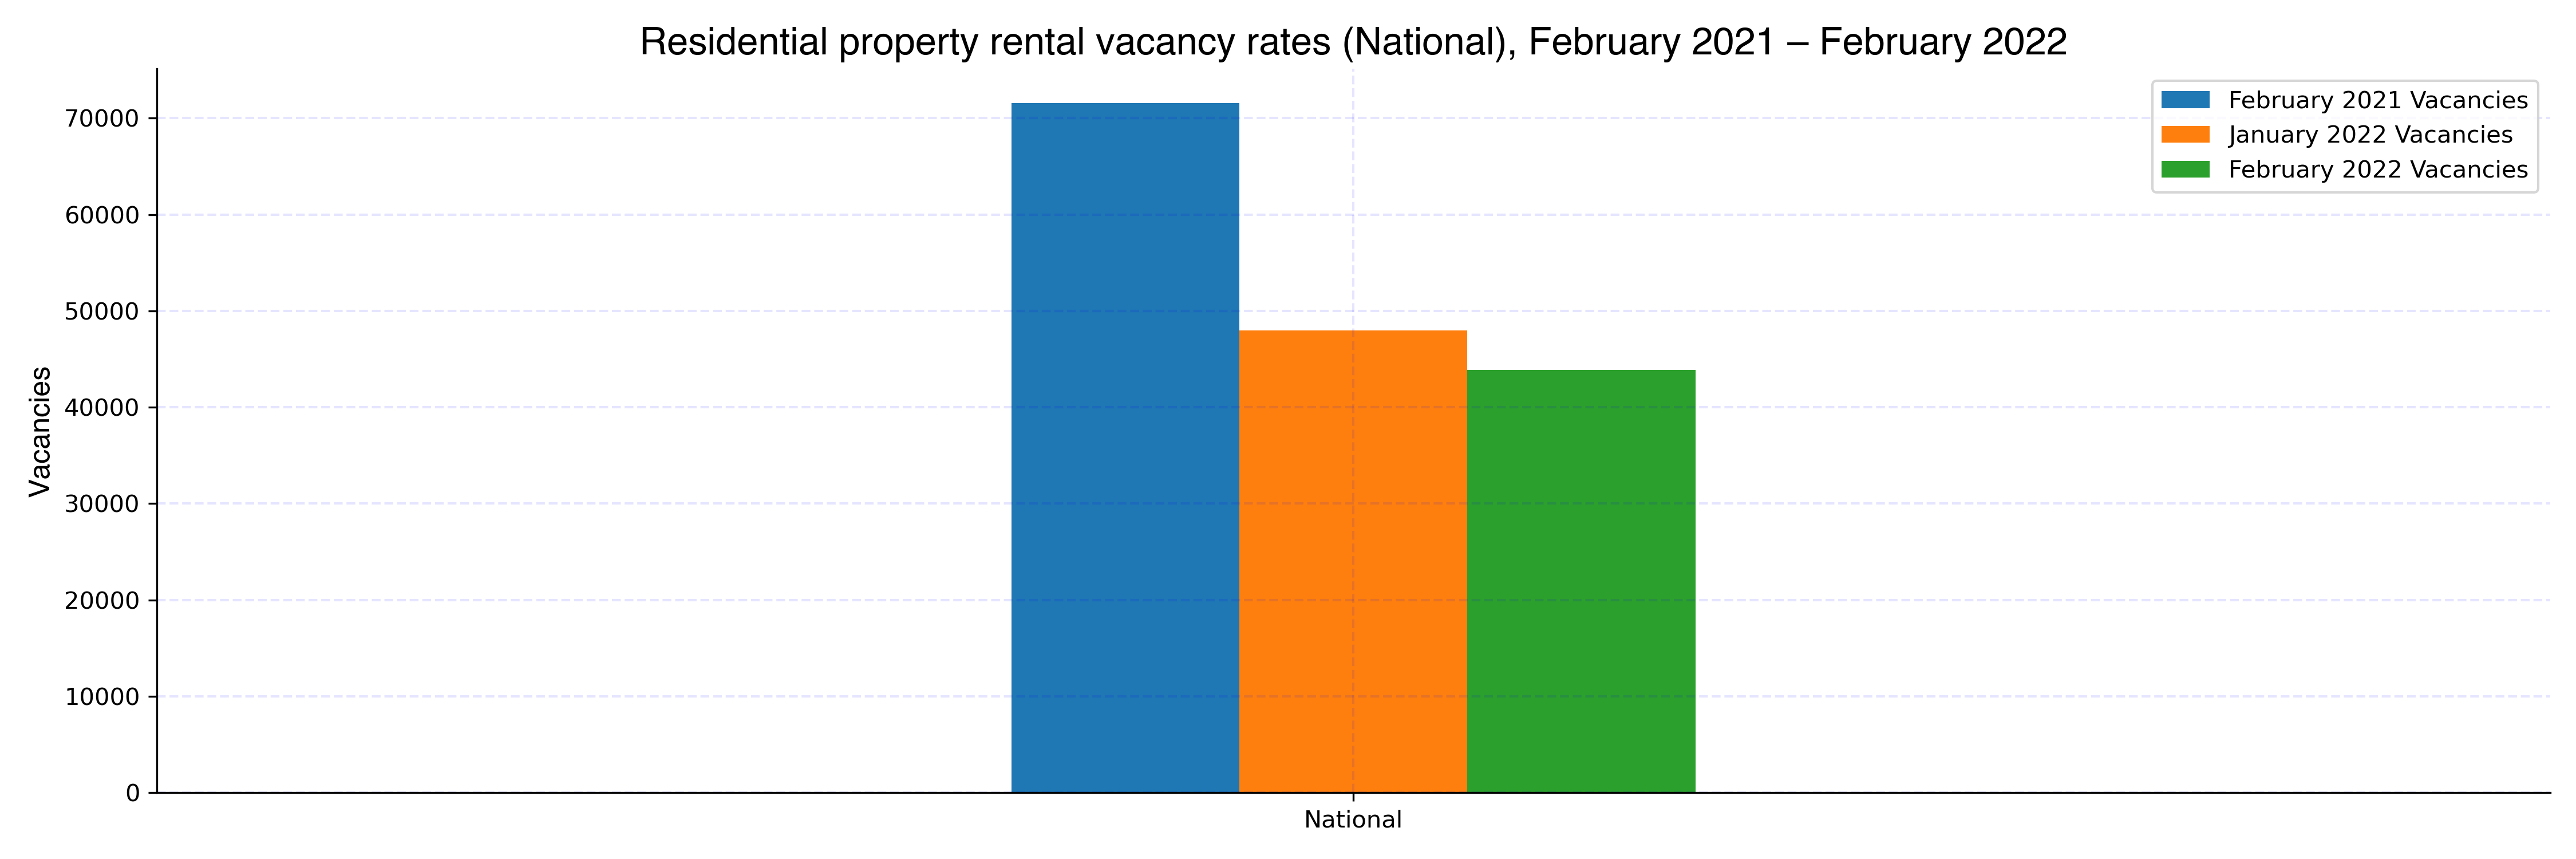 Residential property rental vacancy rates (National), February 2021 – February 2022
February 2021 Vacancies
January 2022 Vacancies
February 2022 Vacancies
Vacancies
70000
60000
50000
40000
30000
20000
10000
0
National